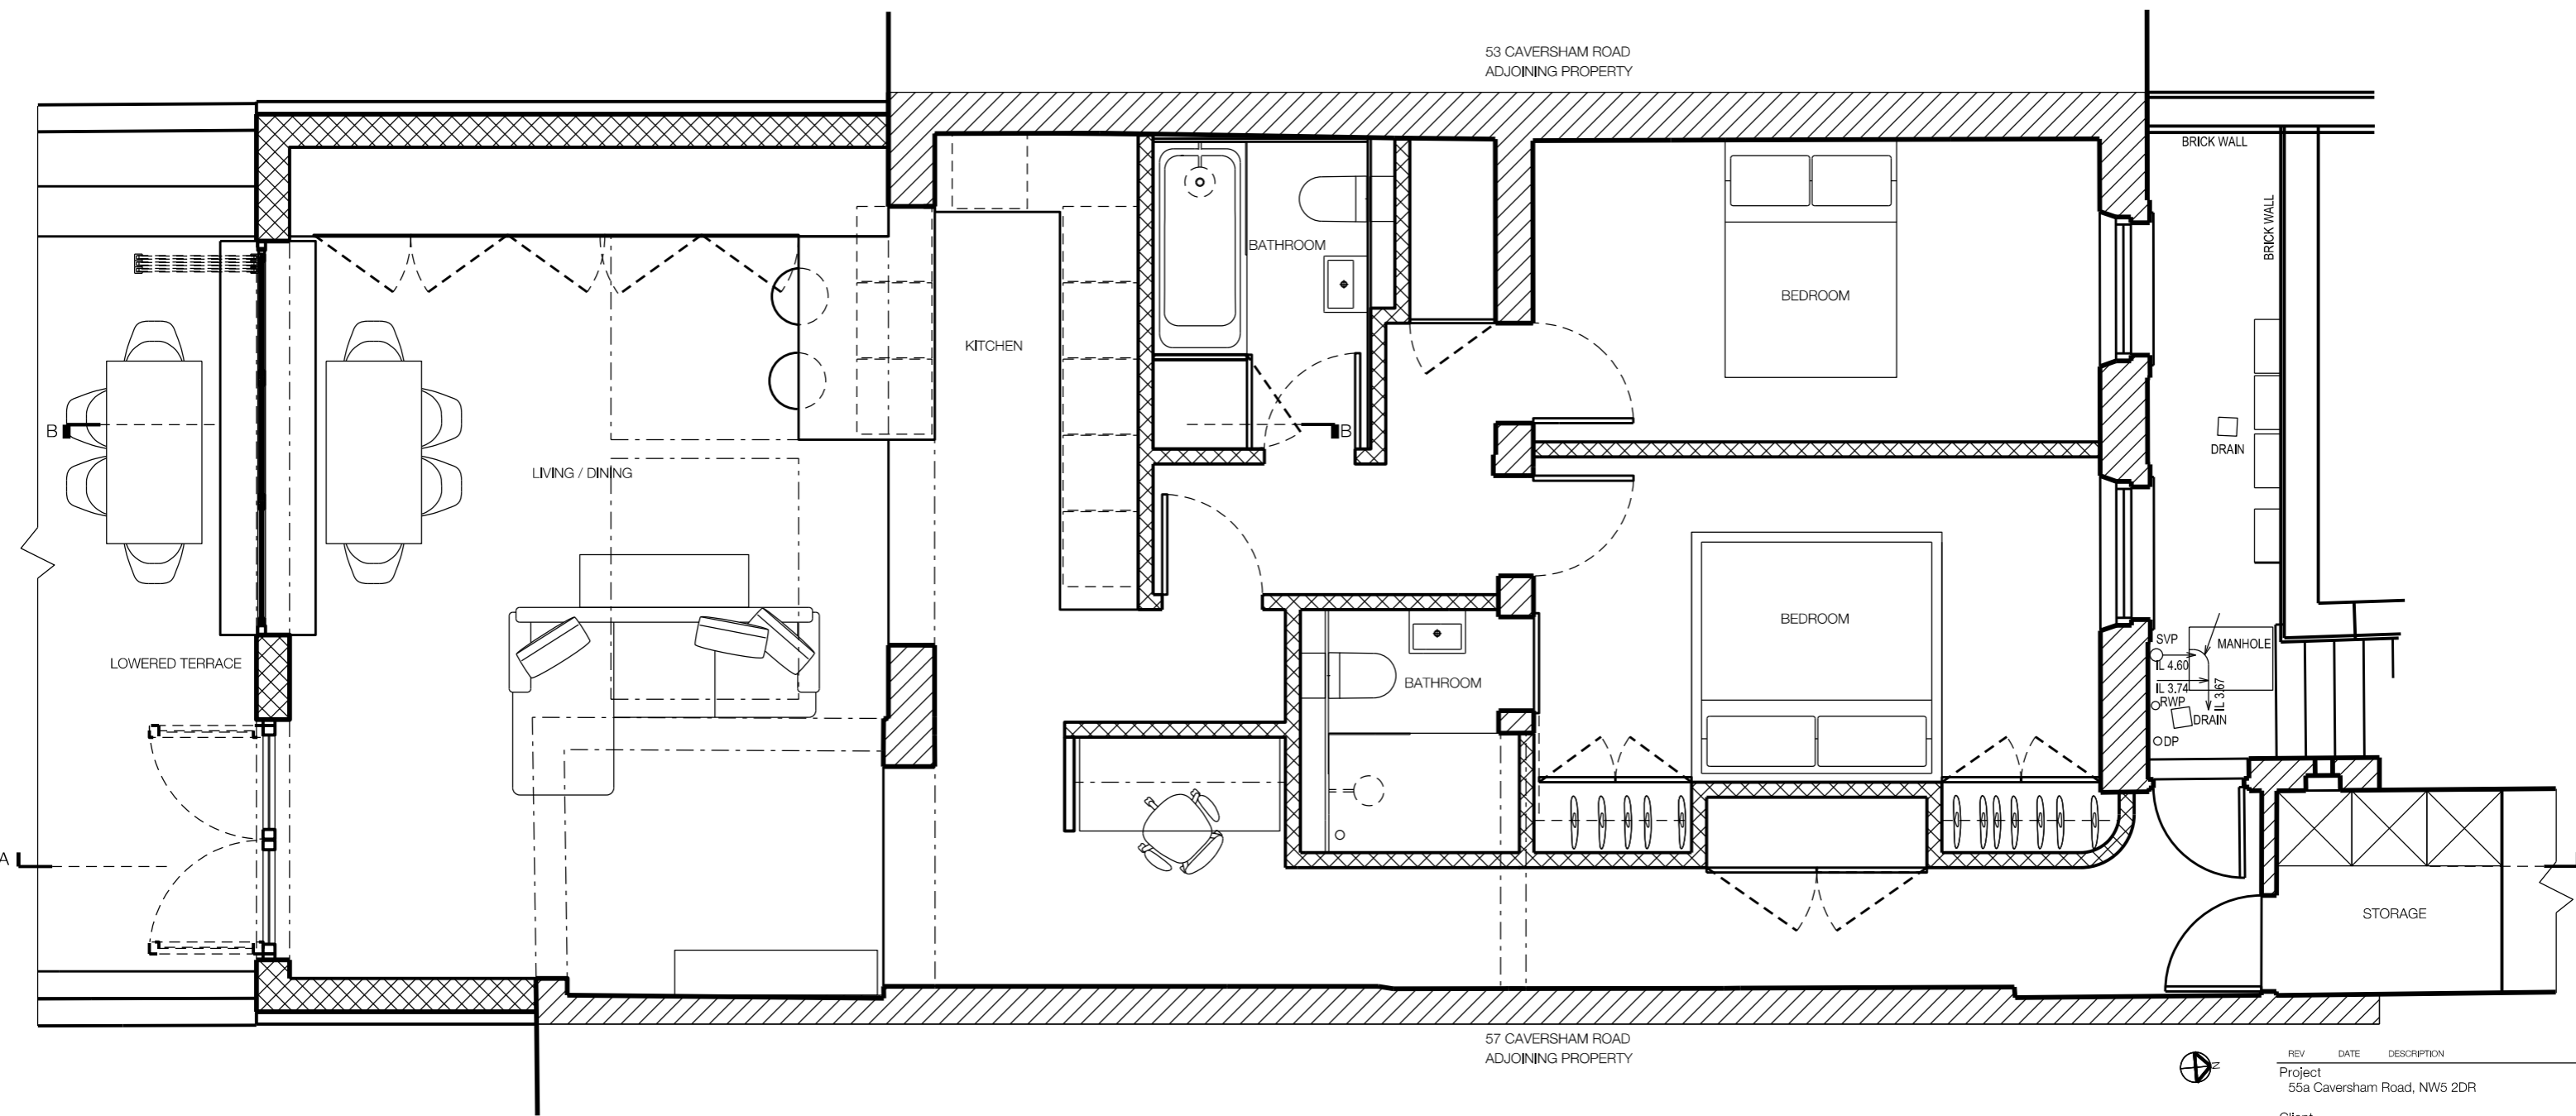 53 CAVERSHAM ROAD
ADJOINING PROPERTY
BRICK WALL
BRICK WALL
BATHROOM
BEDROOM
KITCHEN
B
B
DRAIN
LIVING / DINING
BEDROOM
SVP
MANHOLE
LOWERED TERRACE
IL 4.60
BATHROOM
IL 3.74
IL 3.67
RWP
DRAIN
DP
A
STORAGE
57 CAVERSHAM ROAD
ADJOINING PROPERTY
N
REV DATE DESCRIPTION
Project
55a Caversham Road, NW5 2DR